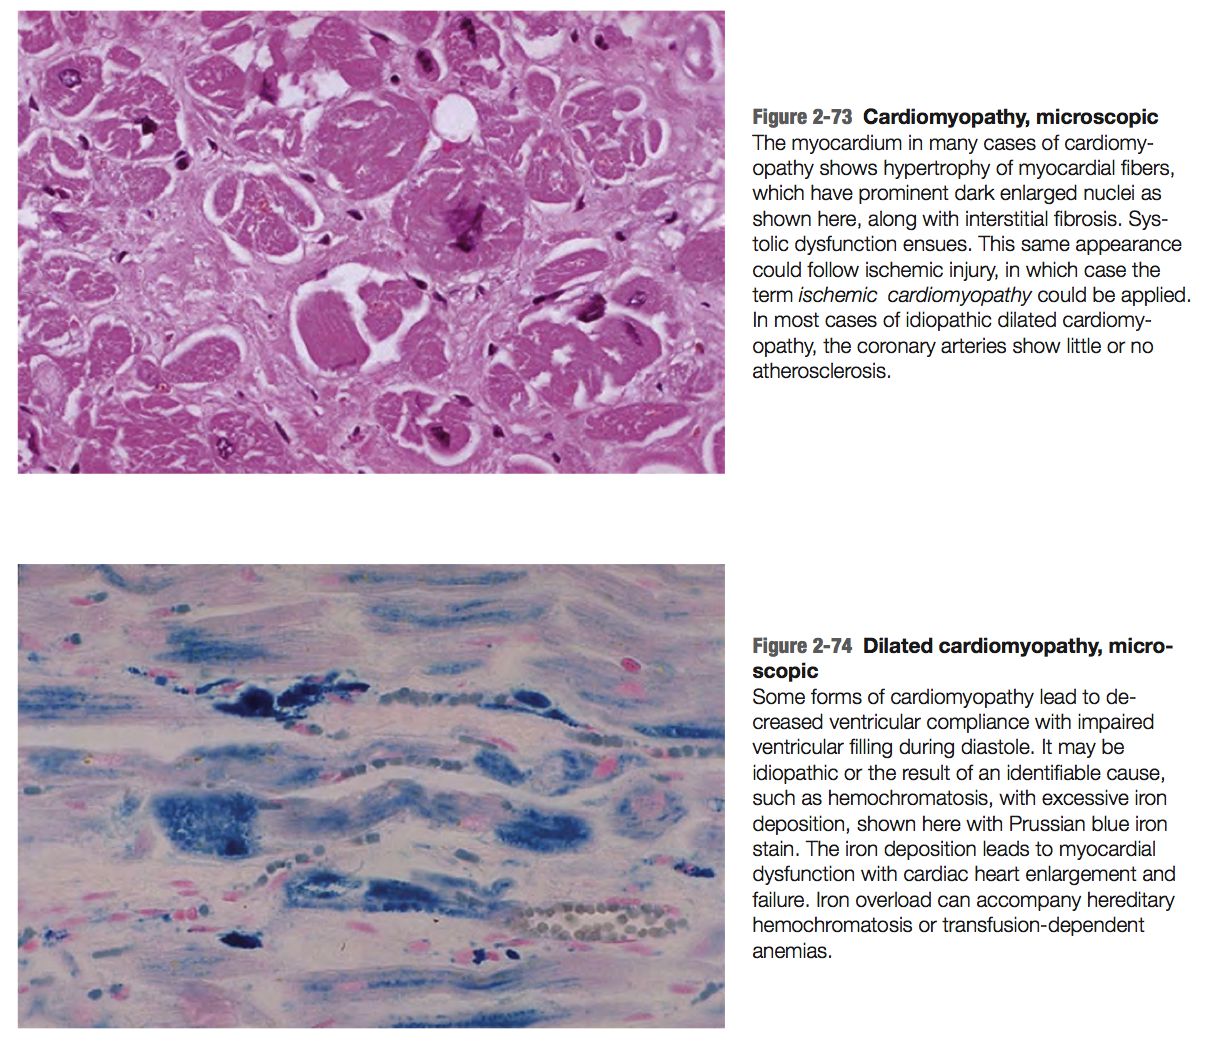 Figure 2-73 Cardiomyopathy, microscopic
The myocardium in many cases of cardiomy-
opathy shows hypertrophy of myocardial fibers,
which have prominent dark enlarged nuclei as
shown here, along with interstitial fibrosis. Sys-
tolic dysfunction ensues. This same appearance
could follow ischemic injury, in which case the
term ischemic cardiomyopathy could be applied.
In most cases of idiopathic dilated cardiomy-
opathy, the coronary arteries show little or no
atherosclerosis.
Figure 2-74 Dilated cardiomyopathy, micro-
scopic
Some forms of cardiomyopathy lead to de-
creased ventricular compliance with impaired
ventricular filling during diastole. It may be
idiopathic or the result of an identifiable cause,
such as hemochromatosis, with excessive iron
deposition, shown here with Prussian blue iron
stain. The iron deposition leads to myocardial
dysfunction with cardiac heart enlargement and
failure. Iron overload can accompany hereditary
hemochromatosis or transfusion-dependent
anemias.